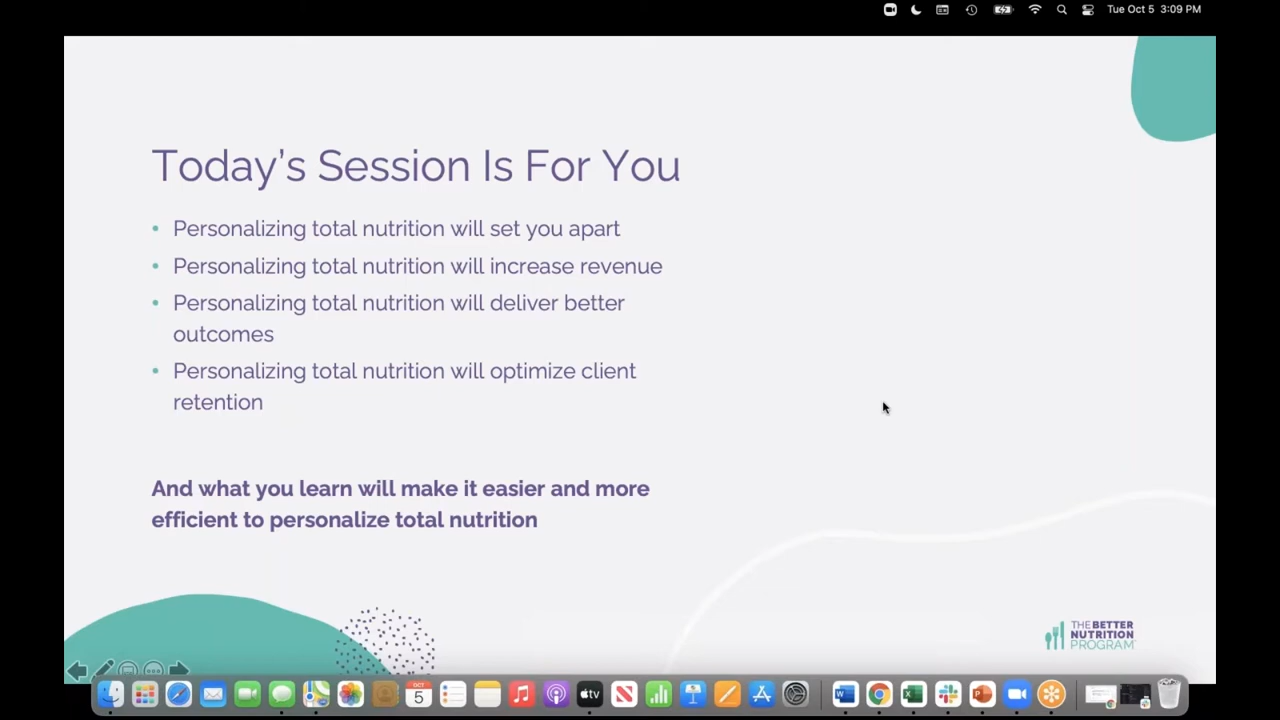 Tue Oct 5 3:09 PM
Today's Session Is For You
• Personalizing total nutrition will set you apart
• Personalizing total nutrition will increase revenue
• Personalizing total nutrition will deliver better
outcomes
• Personalizing total nutrition will optimize client
retention
And what you learn will make it easier and more
efficient to personalize total nutrition
THE BETTER
NUTRITION
PROGRAM
OCT
5
tv
W
X
P